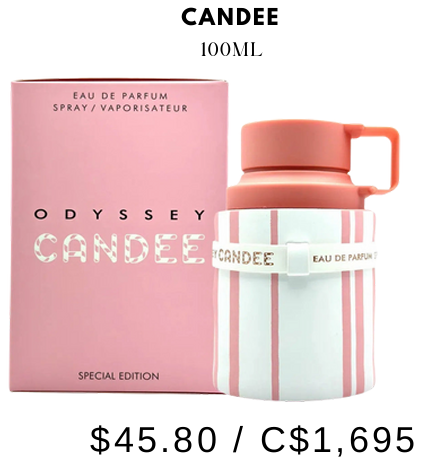 CANDEE
100ML
EAU DE PARFUM
SPRAY / VAPORISATEUR
ODYSSEY
CANDEE
SPECIAL EDITION
CANDEE
EAU DE PARFUM
$45.80 / C$1,695